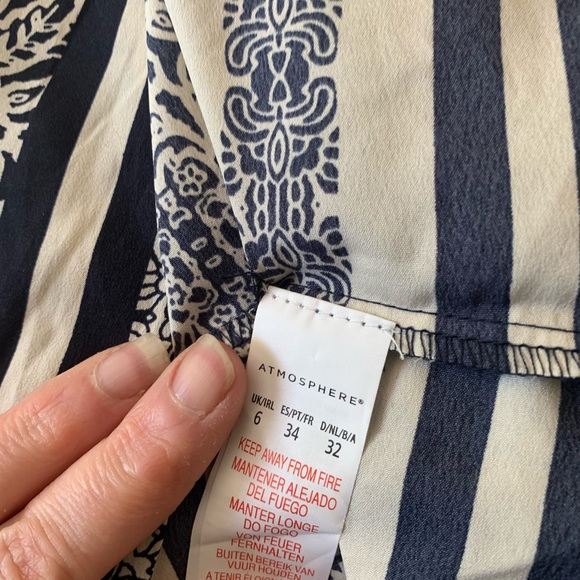 ATMOSPHERE®
UK/IRL ES/PT/FR D/NL/B/A
6 34 32
KEEP AWAY FROM FIRE
MANTENER ALEJADO
DEL FUEGO
MANTER LONGE
DO FOGO
VON FEUER
FERNHALTEN
BUITEN BEREIK VAN
VUUR HOUDEN
A TENIR